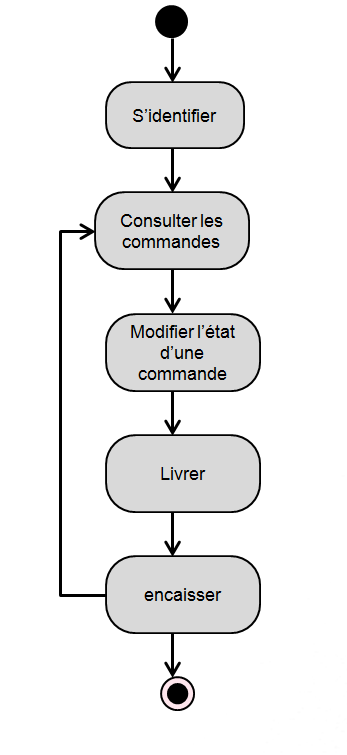 S’identifier
Consulter les
commandes
Modifier l’état
d’une
commande
Livrer
encaisser